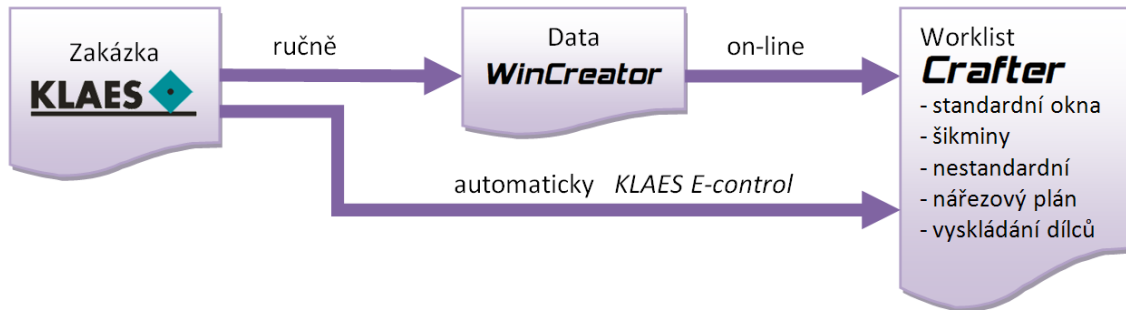 Zakázka
KLAES
ručně
Data
WinCreator
on-line
automaticky KLAES E-control
Worklist
Crafter
- standardní okna
- šikminy
- nestandardní
- nářezový plán
- vyskládání dílců